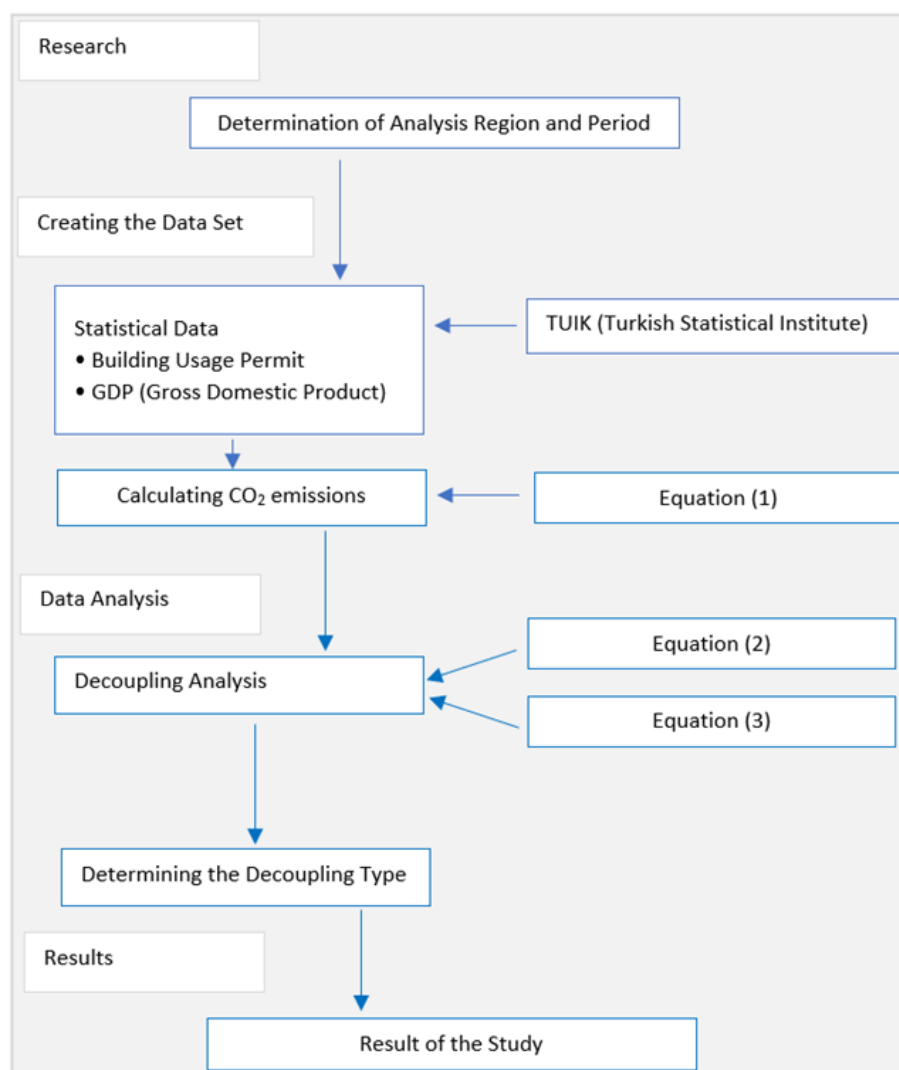 Research
Determination of Analysis Region and Period
Creating the Data Set
Statistical Data
• Building Usage Permit
• GDP (Gross Domestic Product)
TUIK (Turkish Statistical Institute)
Calculating CO₂ emissions
Equation (1)
Data Analysis
Equation (2)
Decoupling Analysis
Equation (3)
Determining the Decoupling Type
Results
Result of the Study